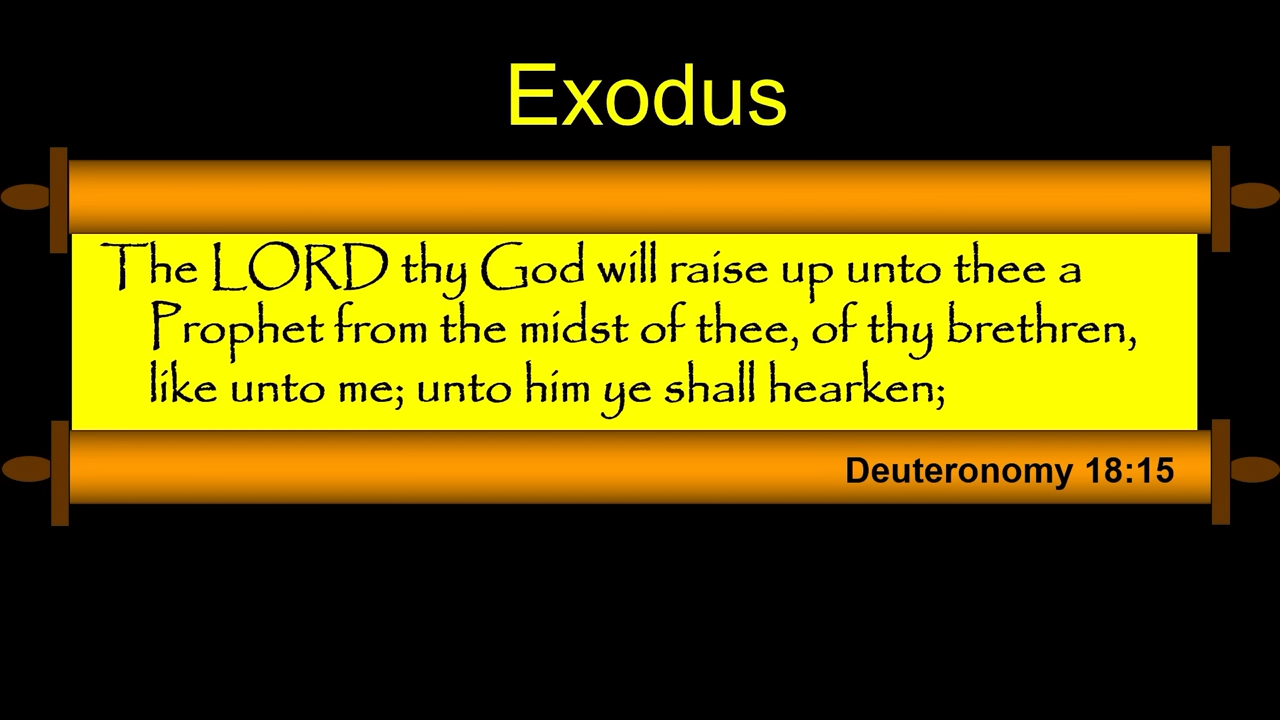 Exodus
The LORD thy God will raise up unto thee a
Prophet from the midst of thee, of thy brethren,
like unto me; unto him ye shall hearken;
Deuteronomy 18:15